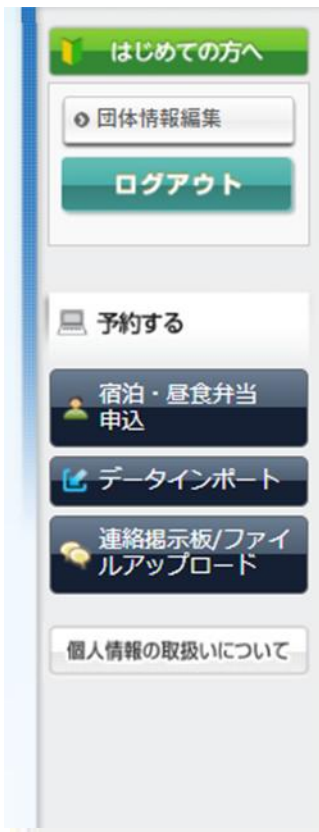 はじめての方へ
団体情報編集
ログアウト
予約する
宿泊・昼食弁当
申込
データインポート
連絡掲示板/ファイ
ルアップロード
個人情報の取扱いについて